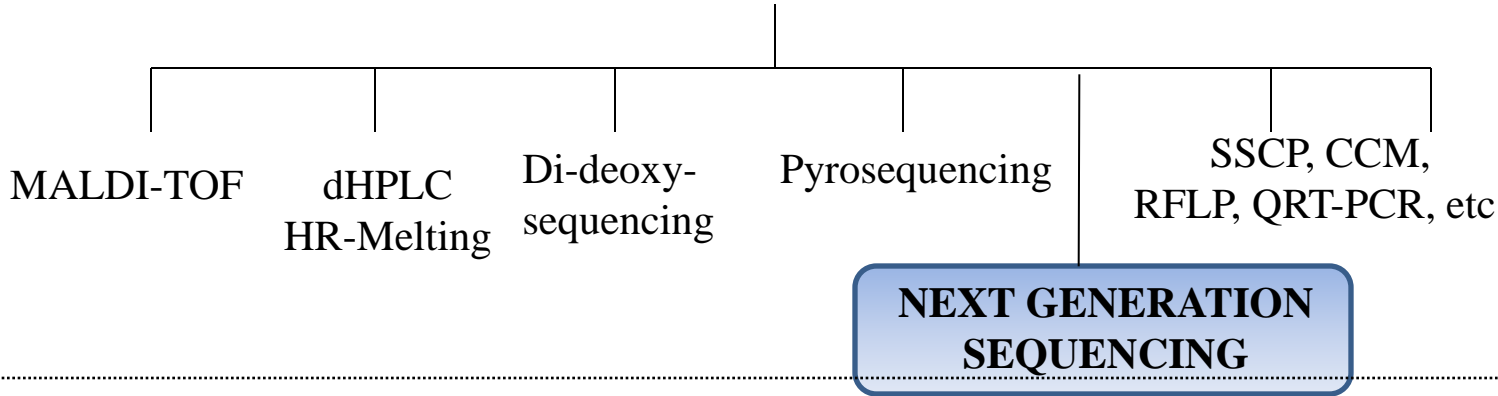 MALDI-TOF
dHPLC
HR-Melting
Di-deoxy-
sequencing
Pyrosequencing
SSCP, CCM,
RFLP, QRT-PCR, etc
NEXT GENERATION
SEQUENCING